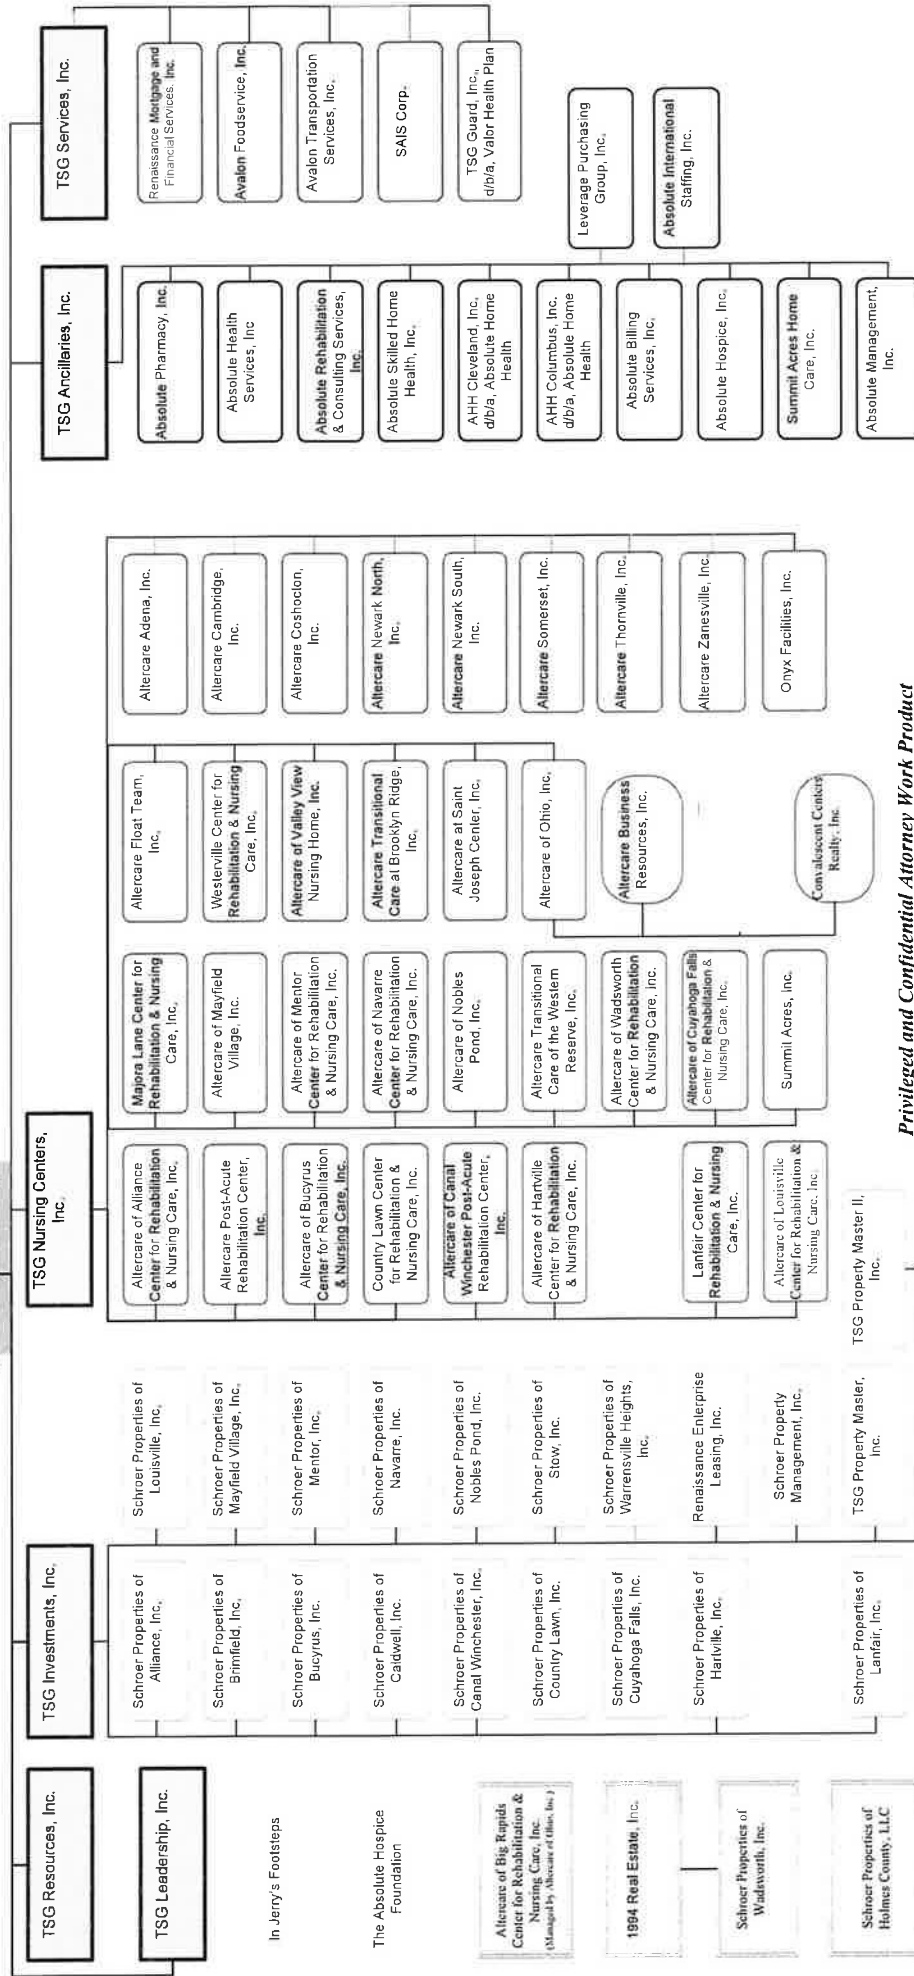 TSG Resources, Inc.
TSG Leadership, Inc.
In Jerry's Footsteps
The Absolute Hospice
Foundation
Altercare of Big Rapids
Center for Rehabilitation &
Nursing Care, Inc.
(Managed by Altercare of Ohio, Inc.)
1994 Real Estate, Inc.
Schroer Properties of
Wadsworth, Inc.
Schroer Properties of
Holmes County, LLC
TSG Investments, Inc.
Schroer Properties of
Alliance, Inc.
Schroer Properties of
Brimfield, Inc.
Schroer Properties of
Bucyrus, Inc.
Schroer Properties of
Caldwell, Inc.
Schroer Properties of
Canal Winchester, Inc.
Schroer Properties of
Country Lawn, Inc.
Schroer Properties of
Cuyahoga Falls, Inc.
Schroer Properties of
Hartville, Inc.
Schroer Properties of
Lanfair, Inc.
Schroer Properties of
Louisville, Inc.
Schroer Properties of
Mayfield Village, Inc.
Schroer Properties of
Mentor, Inc.
Schroer Properties of
Navarre, Inc.
Schroer Properties of
Nobles Pond, Inc.
Schroer Properties of
Stow, Inc.
Schroer Properties of
Warrensville Heights,
Inc.
Renaissance Enterprise
Leasing, Inc.
Schroer Property
Management, Inc.
TSG Property Master,
Inc.
TSG Property Master II,
Inc.
TSG Nursing Centers,
Inc.
Altercare of Alliance
Center for Rehabilitation
& Nursing Care, Inc.
Altercare Post-Acute
Rehabilitation Center,
Inc.
Altercare of Bucyrus
Center for Rehabilitation
& Nursing Care, Inc.
Country Lawn Center
for Rehabilitation &
Nursing Care, Inc.
Altercare of Canal
Winchester Post-Acute
Rehabilitation Center,
Inc.
Altercare of Hartville
Center for Rehabilitation
& Nursing Care, Inc.
Lanfair Center for
Rehabilitation & Nursing
Care, Inc.
Altercare of Louisville
Center for Rehabilitation &
Nursing Care, Inc.
Majora Lane Center for
Rehabilitation & Nursing
Care, Inc.
Altercare of Mayfield
Village, Inc.
Altercare of Mentor
Center for Rehabilitation
& Nursing Care, Inc.
Altercare of Navarre
Center for Rehabilitation
& Nursing Care, Inc.
Altercare of Nobles
Pond, Inc.
Altercare Transitional
Care of the Western
Reserve, Inc.
Altercare of Wadsworth
Center for Rehabilitation
& Nursing Care, Inc.
Altercare of Cuyahoga Falls
Center for Rehabilitation &
Nursing Care, Inc.
Summit Acres, Inc.
Altercare Float Team,
Inc.
Westerville Center for
Rehabilitation & Nursing
Care, Inc.
Altercare of Valley View
Nursing Home, Inc.
Altercare Transitional
Care at Brooklyn Ridge,
Inc.
Altercare at Saint
Joseph Center, Inc.
Altercare of Ohio, Inc.
Altercare Business
Resources, Inc.
Convalescent Centers
Realty, Inc.
Altercare Adena, Inc.
Altercare Cambridge,
Inc.
Altercare Coshocton,
Inc.
Altercare Newark North,
Inc.
Altercare Newark South,
Inc.
Altercare Somerset, Inc.
Altercare Thornville, Inc.
Altercare Zanesville, Inc.
Onyx Facilities, Inc.
TSG Ancillaries, Inc.
Absolute Pharmacy, Inc.
Absolute Health
Services, Inc
Absolute Rehabilitation
& Consulting Services,
Inc.
Absolute Skilled Home
Health, Inc.
AHH Cleveland, Inc.
d/b/a, Absolute Home
Health
AHH Columbus, Inc.
d/b/a, Absolute Home
Health
Absolute Billing
Services, Inc.
Absolute Hospice, Inc.
Summit Acres Home
Care, Inc.
Absolute Management,
Inc.
Leverage Purchasing
Group, Inc.
Absolute International
Staffing, Inc.
TSG Services, Inc.
Renaissance Mortgage and
Financial Services, Inc.
Avalon Foodservice, Inc.
Avalon Transportation
Services, Inc.
SAIS Corp.
TSG Guard, Inc.,
d/b/a, Valor Health Plan
Privileged and Confidential Attorney Work Product